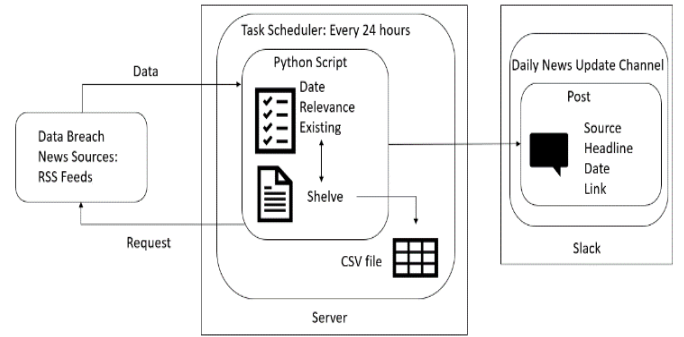 Task Scheduler: Every 24 hours
Python Script
Date
Relevance
Existing
Shelve
CSV file
Server
Data
Data Breach
News Sources:
RSS Feeds
Request
Daily News Update Channel
Post
Source
Headline
Date
Link
Slack